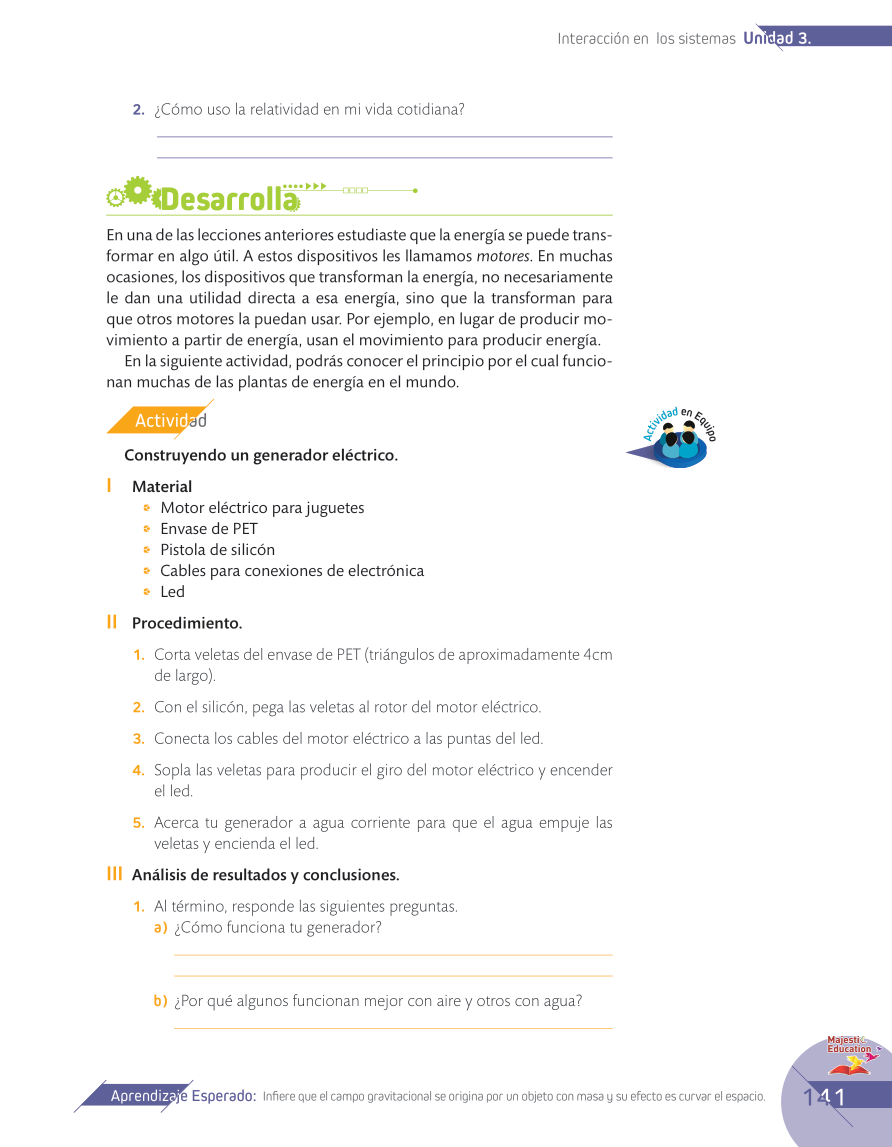 Interacción en los sistemas Unidad 3.
2. ¿Cómo uso la relatividad en mi vida cotidiana?
Desarrolla
En una de las lecciones anteriores estudiaste que la energía se puede trans-
formar en algo útil. A estos dispositivos les llamamos motores. En muchas
ocasiones, los dispositivos que transforman la energía, no necesariamente
le dan una utilidad directa a esa energía, sino que la transforman para
que otros motores la puedan usar. Por ejemplo, en lugar de producir mo-
vimiento a partir de energía, usan el movimiento para producir energía.
En la siguiente actividad, podrás conocer el principio por el cual funcio-
nan muchas de las plantas de energía en el mundo.
Actividad
Actividad en Equipo
Construyendo un generador eléctrico.
I Material
Motor eléctrico para juguetes
Envase de PET
Pistola de silicón
Cables para conexiones de electrónica
Led
II Procedimiento.
1. Corta veletas del envase de PET (triángulos de aproximadamente 4cm
de largo).
2. Con el silicón, pega las veletas al rotor del motor eléctrico.
3. Conecta los cables del motor eléctrico a las puntas del led.
4. Sopla las veletas para producir el giro del motor eléctrico y encender
el led.
5. Acerca tu generador a agua corriente para que el agua empuje las
veletas y encienda el led.
III Análisis de resultados y conclusiones.
1. Al término, responde las siguientes preguntas.
a) ¿Cómo funciona tu generador?
b) ¿Por qué algunos funcionan mejor con aire y otros con agua?
Majestic
Education
Aprendizaje Esperado: Infiere que el campo gravitacional se origina por un objeto con masa y su efecto es curvar el espacio.
141